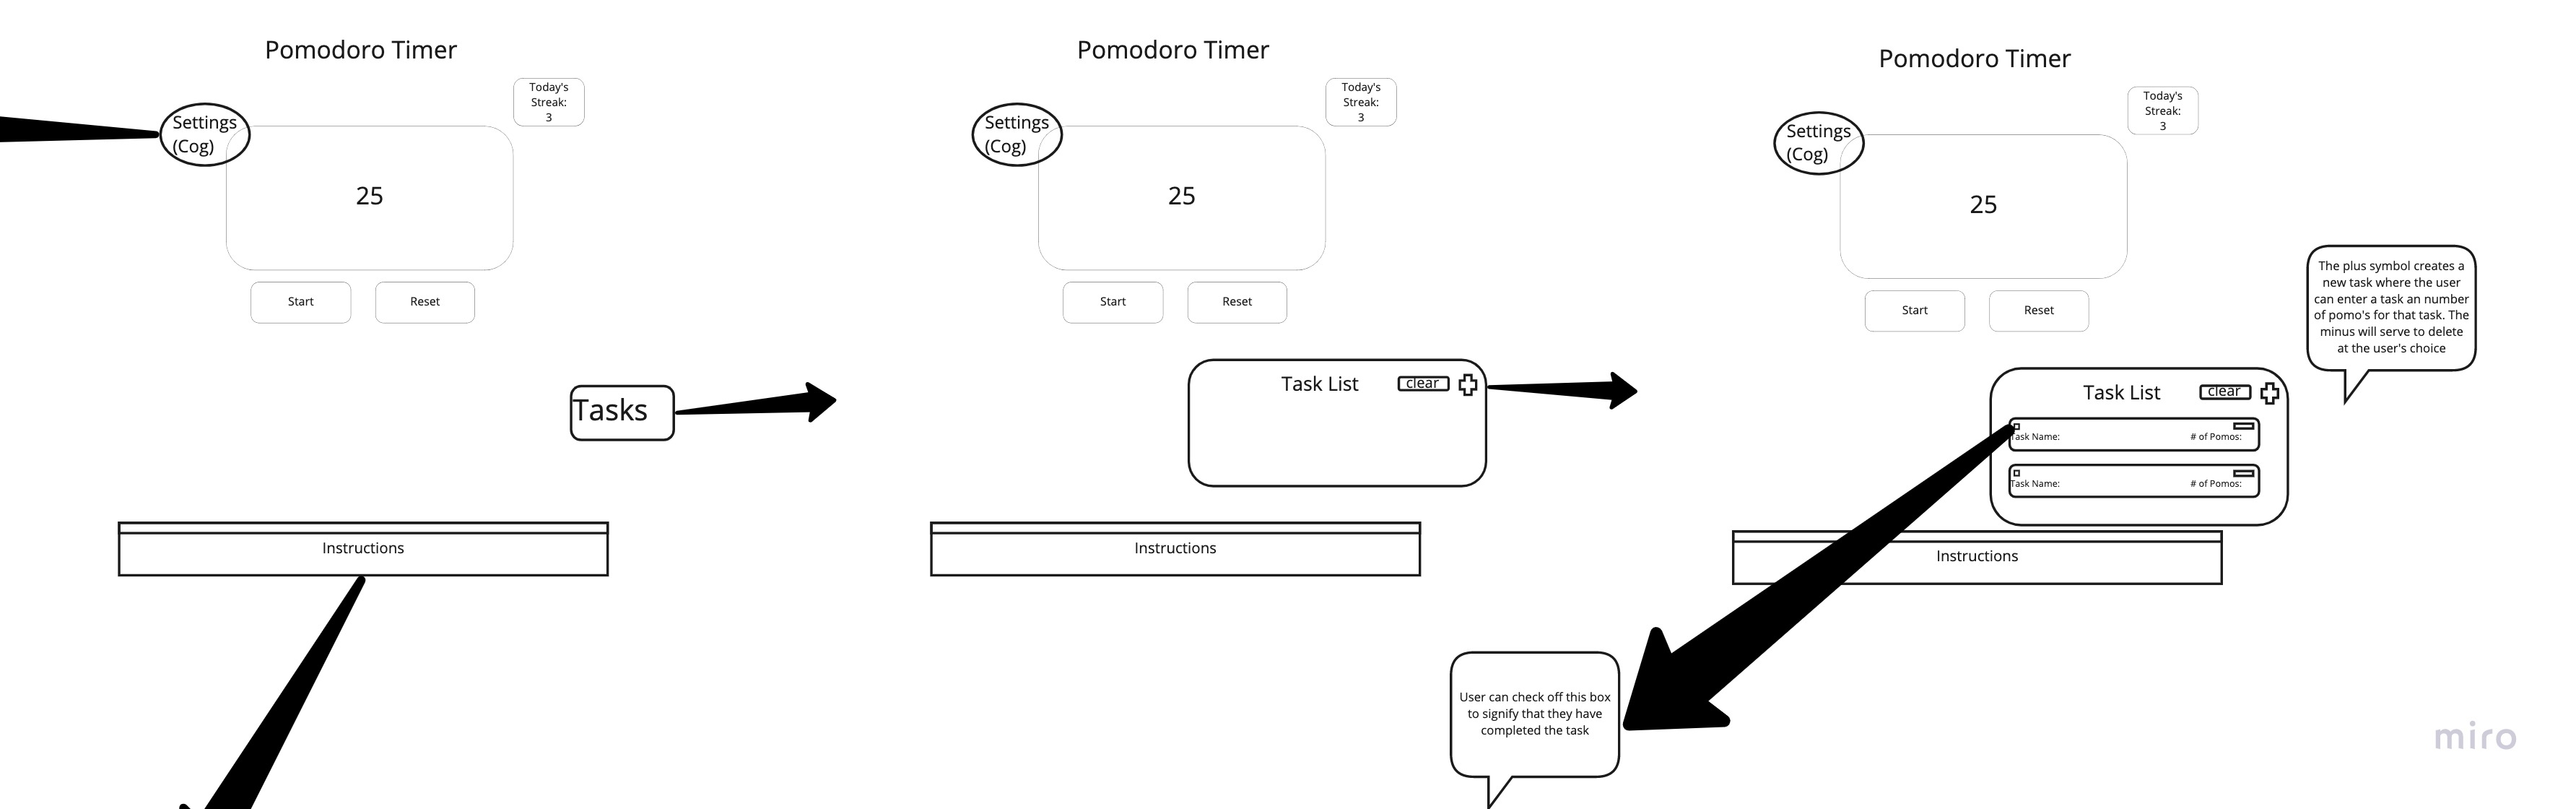 Pomodoro Timer
Today's
Streak:
3
Settings
(Cog)
25
Start
Reset
Tasks
Instructions
Pomodoro Timer
Today's
Streak:
3
Settings
(Cog)
25
Start
Reset
Task List
clear
Instructions
Pomodoro Timer
Today's
Streak:
3
Settings
(Cog)
25
Start
Reset
The plus symbol creates a
new task where the user
can enter a task an number
of pomo's for that task. The
minus will serve to delete
at the user's choice
Task List
clear
Task Name:
# of Pomos:
Task Name:
# of Pomos:
Instructions
User can check off this box
to signify that they have
completed the task
miro